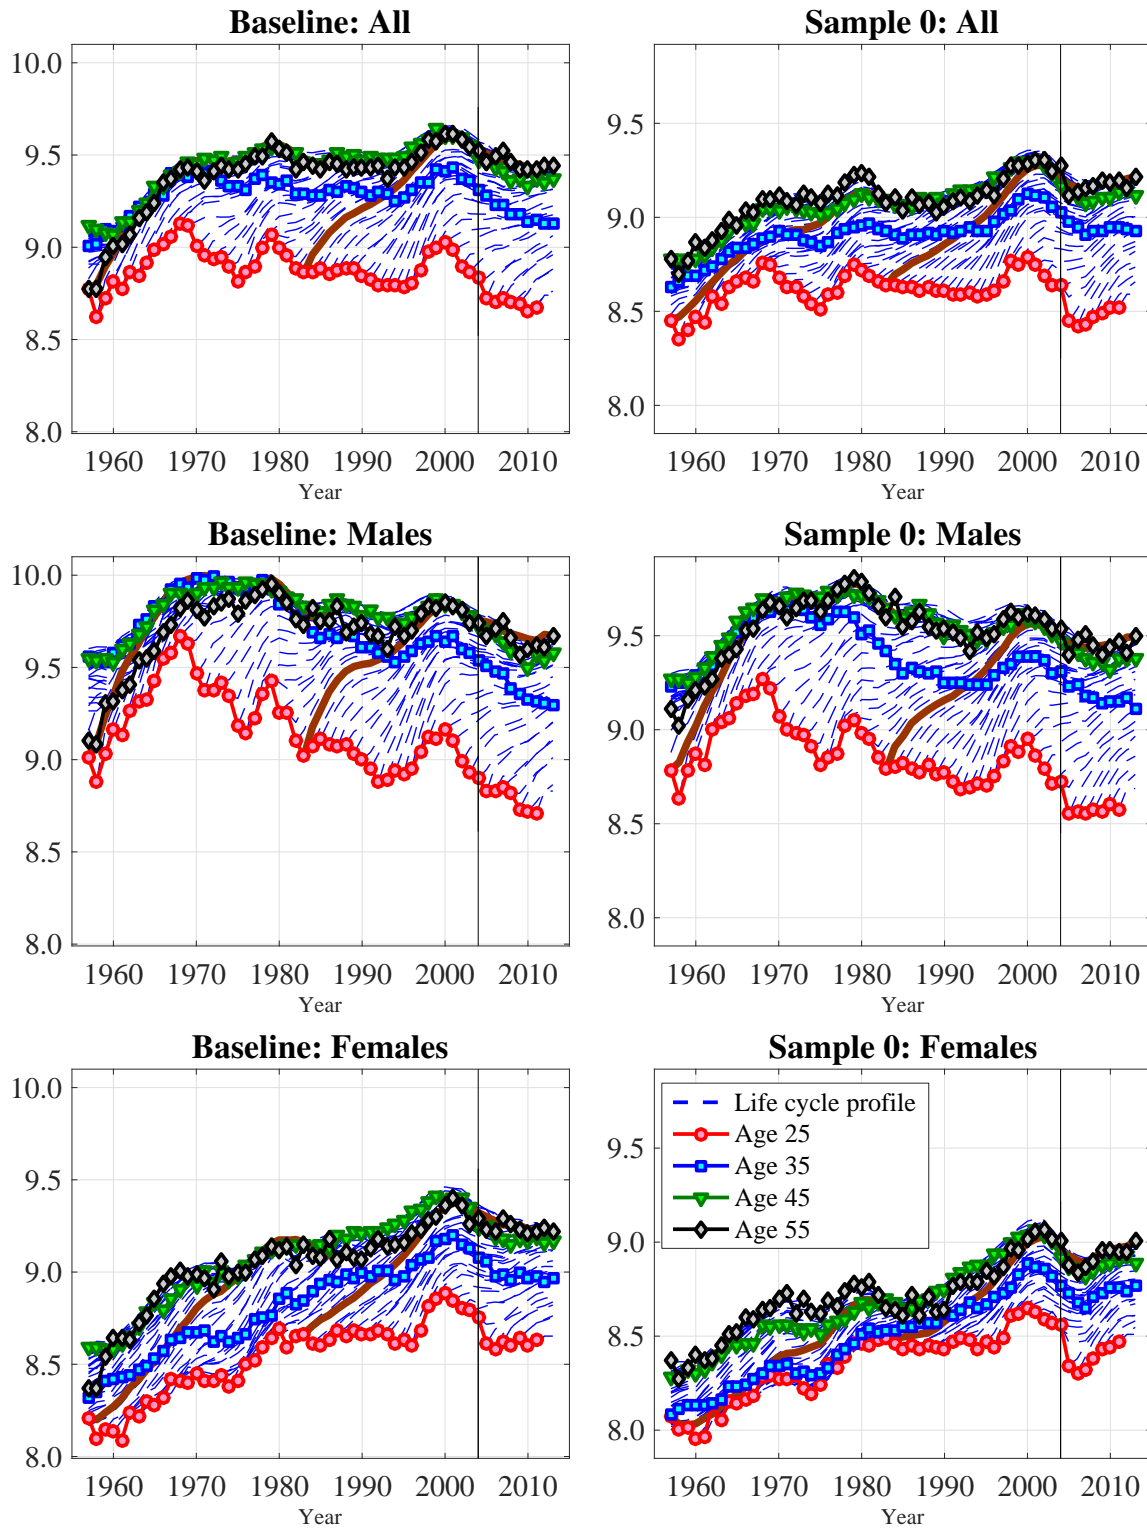 Baseline: All
10.0
9.5
9.0
8.5
8.0
1960 1970 1980 1990 2000 2010
Year
Sample 0: All
9.5
9.0
8.5
8.0
1960 1970 1980 1990 2000 2010
Year
Baseline: Males
10.0
9.5
9.0
8.5
8.0
1960 1970 1980 1990 2000 2010
Year
Sample 0: Males
9.5
9.0
8.5
8.0
1960 1970 1980 1990 2000 2010
Year
Baseline: Females
10.0
9.5
9.0
8.5
8.0
1960 1970 1980 1990 2000 2010
Year
Sample 0: Females
Life cycle profile
Age 25
Age 35
Age 45
Age 55
9.5
9.0
8.5
8.0
1960 1970 1980 1990 2000 2010
Year